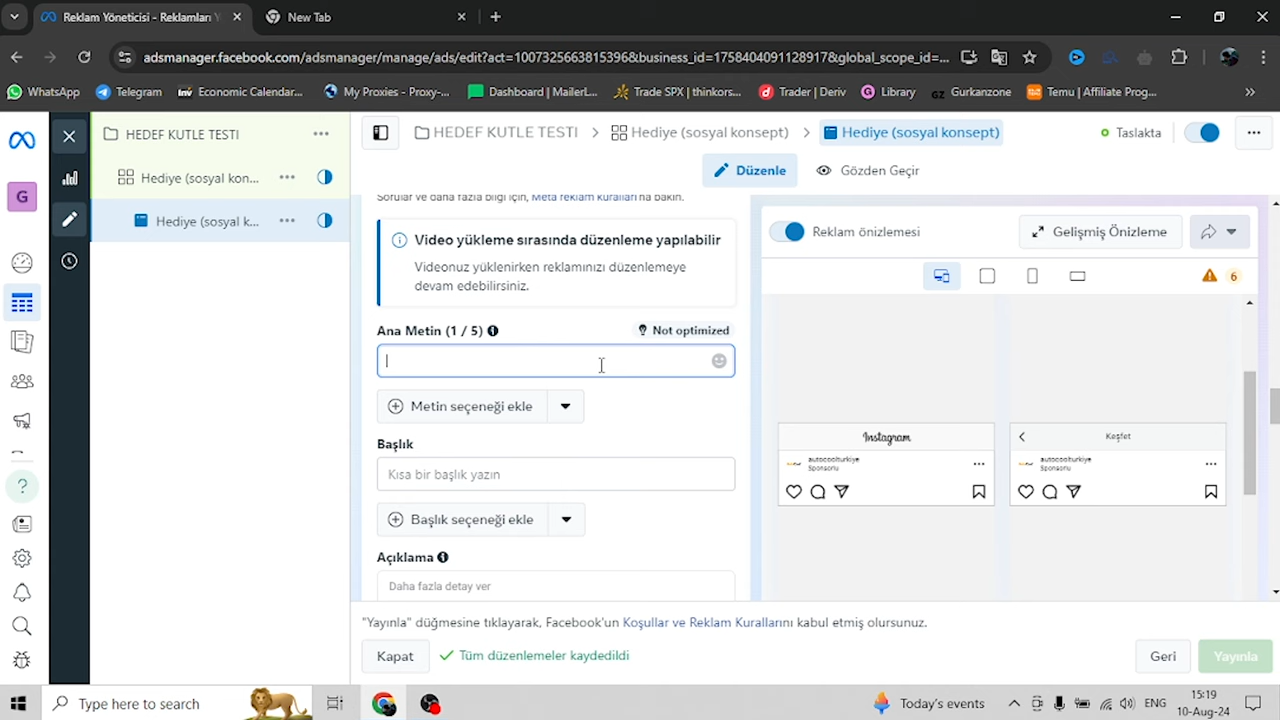 Reklam Yöneticisi - Reklamları Y
New Tab
adsmanager.facebook.com/adsmanager/manage/ads/edit?act=1007325663815396&business_id=1758404091128917&global_scope_id=...
WhatsApp
Telegram
Economic Calendar...
My Proxies - Proxy-...
Dashboard | MailerL...
Trade SPX | thinkors...
Trade | Deriv
Library
Gurkanzone
Temu | Affiliate Prog...
HEDEF KUTLE TESTI
HEDEF KUTLE TESTI
Hediye (sosyal konsept)
Hediye (sosyal konsept)
Taslakta
Hediye (sosyal kon...
Düzenle
Gözden Geçir
G
Hediye (sosyal k...
Sorular ve daha fazla bilgi için, Meta reklam kuralları'na bakın.
Video yükleme sırasında düzenleme yapılabilir
Videonuz yüklenirken reklamınızı düzenlemeye
devam edebilirsiniz.
Reklam önizlemesi
Gelişmiş Önizleme
6
Ana Metin (1 / 5)
Not optimized
Metin seçeneği ekle
Başlık
Kısa bir başlık yazın
Başlık seçeneği ekle
Açıklama
Daha fazla detay ver
Instagram
autocoolturkiye
Sponsorlu
Keşfet
autocoolturkiye
Sponsorlu
"Yayınla" düğmesine tıklayarak, Facebook'un Koşullar ve Reklam Kurallarını kabul etmiş olursunuz.
Kapat
Tüm düzenlemeler kaydedildi
Geri
Yayınla
Type here to search
Today's events
ENG
15:19
10-Aug-24